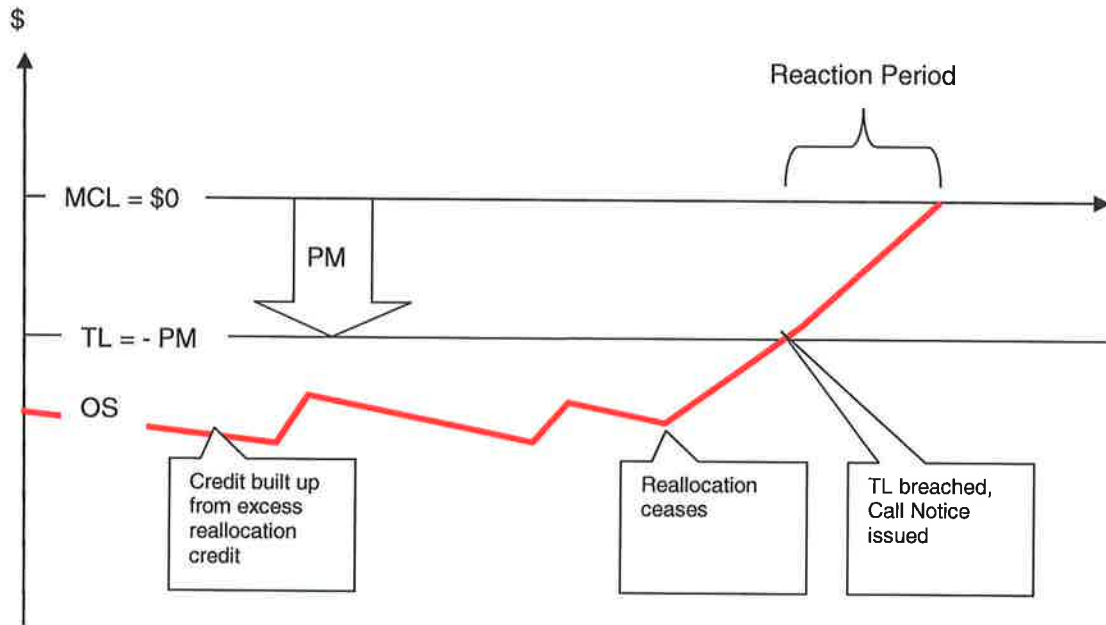 $
Reaction Period
MCL = $0
PM
TL = - PM
OS
Credit built up
from excess
reallocation
credit
Reallocation
ceases
TL breached,
Call Notice
issued